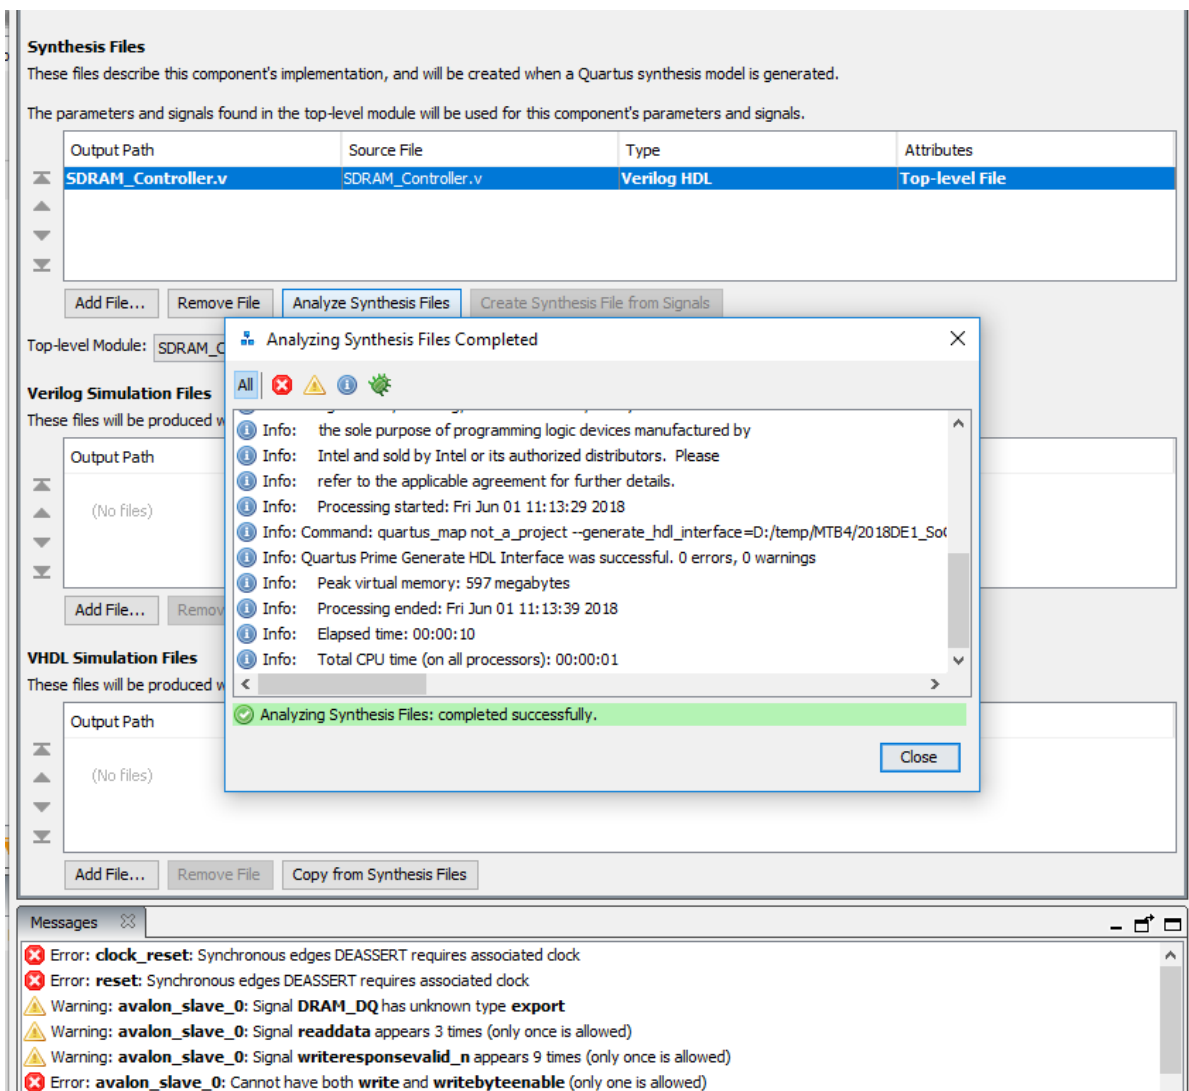 Synthesis Files
These files describe this component's implementation, and will be created when a Quartus synthesis model is generated.
The parameters and signals found in the top-level module will be used for this component's parameters and signals.
Output Path Source File Type Attributes
SDRAM_Controller.v SDRAM_Controller.v Verilog HDL Top-level File
Add File... Remove File Analyze Synthesis Files Create Synthesis File from Signals
Top-level Module: SDRAM_C
Analyzing Synthesis Files Completed
All
Info: the sole purpose of programming logic devices manufactured by
Info: Intel and sold by Intel or its authorized distributors. Please
Info: refer to the applicable agreement for further details.
Info: Processing started: Fri Jun 01 11:13:29 2018
Info: Command: quartus_map not_a_project --generate_hdl_interface=D:/temp/MTB4/2018DE1_SoC
Info: Quartus Prime Generate HDL Interface was successful. 0 errors, 0 warnings
Info: Peak virtual memory: 597 megabytes
Info: Processing ended: Fri Jun 01 11:13:39 2018
Info: Elapsed time: 00:00:10
Info: Total CPU time (on all processors): 00:00:01
Analyzing Synthesis Files: completed successfully.
Close
Verilog Simulation Files
These files will be produced w
Output Path
(No files)
Add File... Remov
VHDL Simulation Files
These files will be produced w
Output Path
(No files)
Add File... Remove File Copy from Synthesis Files
Messages
Error: clock_reset: Synchronous edges DEASSERT requires associated clock
Error: reset: Synchronous edges DEASSERT requires associated clock
Warning: avalon_slave_0: Signal DRAM_DQ has unknown type export
Warning: avalon_slave_0: Signal readdata appears 3 times (only once is allowed)
Warning: avalon_slave_0: Signal writeresponsevalid_n appears 9 times (only once is allowed)
Error: avalon_slave_0: Cannot have both write and writebyteenable (only one is allowed)